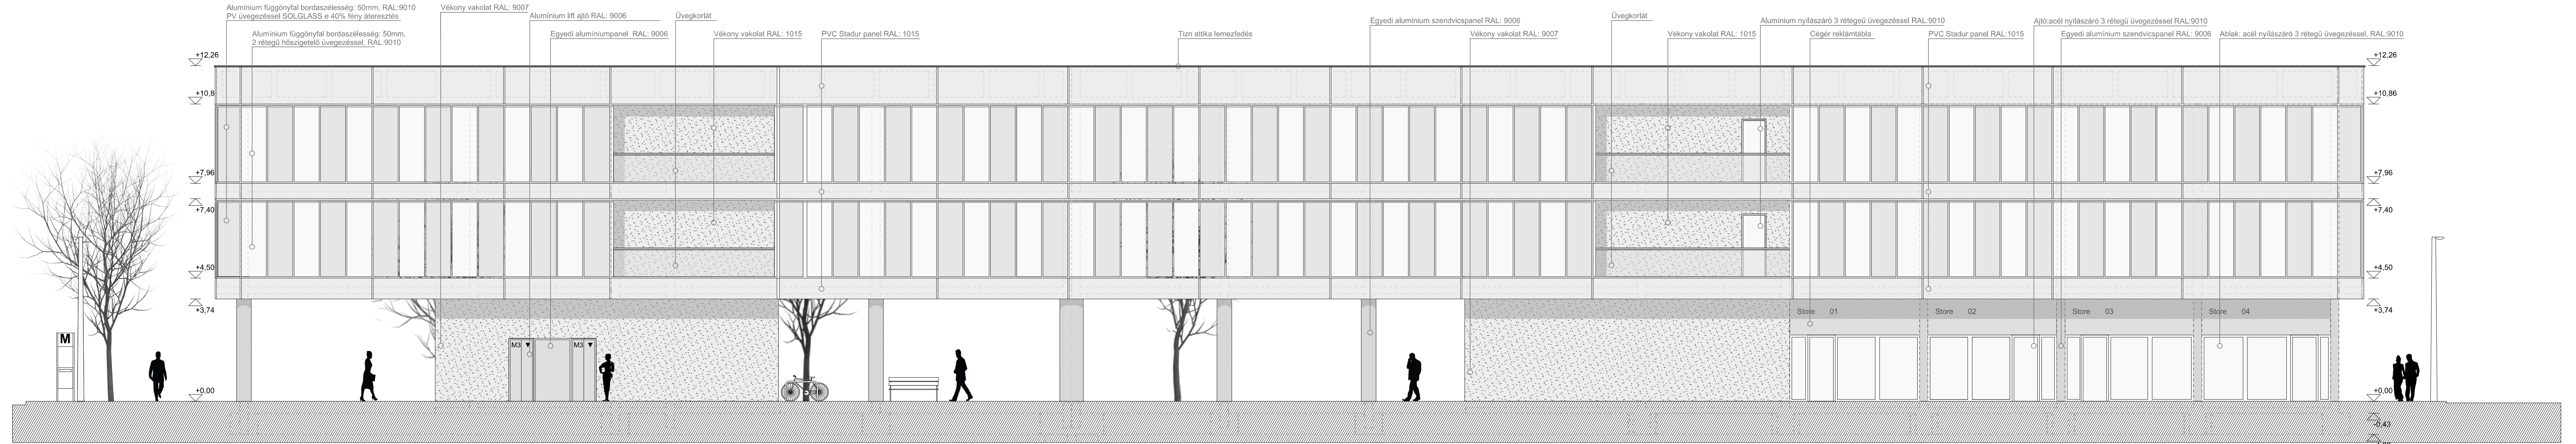 Alumínium függönyfal bordaszélesség: 50mm, RAL:9010
PV üvegezéssel SOLGLASS e 40% fény áteresztés
Vékony vakolat RAL: 9007
Alumínium lift ajtó RAL: 9006
Üvegkorlát
Egyedi alumínium szendvicspanel RAL: 9006
Üvegkorlát
Alumínium nyílászáró 3 rétegeű üvegezéssel RAL:9010
Ajtó:acél nyílászáró 3 rétegű üvegezéssel RAL:9010
Alumínium függönyfal bordaszélesség: 50mm,
2 rétegű hőszigetelő üvegezéssel, RAL:9010
Egyedi alumíniumpanel RAL: 9006
Vékony vakolat RAL: 1015
PVC Stadur panel RAL: 1015
Tizn attika lemezfedés
Vékony vakolat RAL: 9007
Vékony vakolat RAL: 1015
Cégér reklámtábla
PVC Stadur panel RAL:1015
Egyedi alumínium szendvicspanel RAL: 9006
Ablak: acél nyílászáró 3 rétegű üvegezéssel, RAL:9010
+12,26
+12,26
+10,8
+10,86
+7,96
+7,96
+7,40
+7,40
+4,50
+4,50
+3,74
+3,74
Store 01
Store 02
Store 03
Store 04
M
M3 ▼
M3 ▼
+0,00
+0,00
-0,43